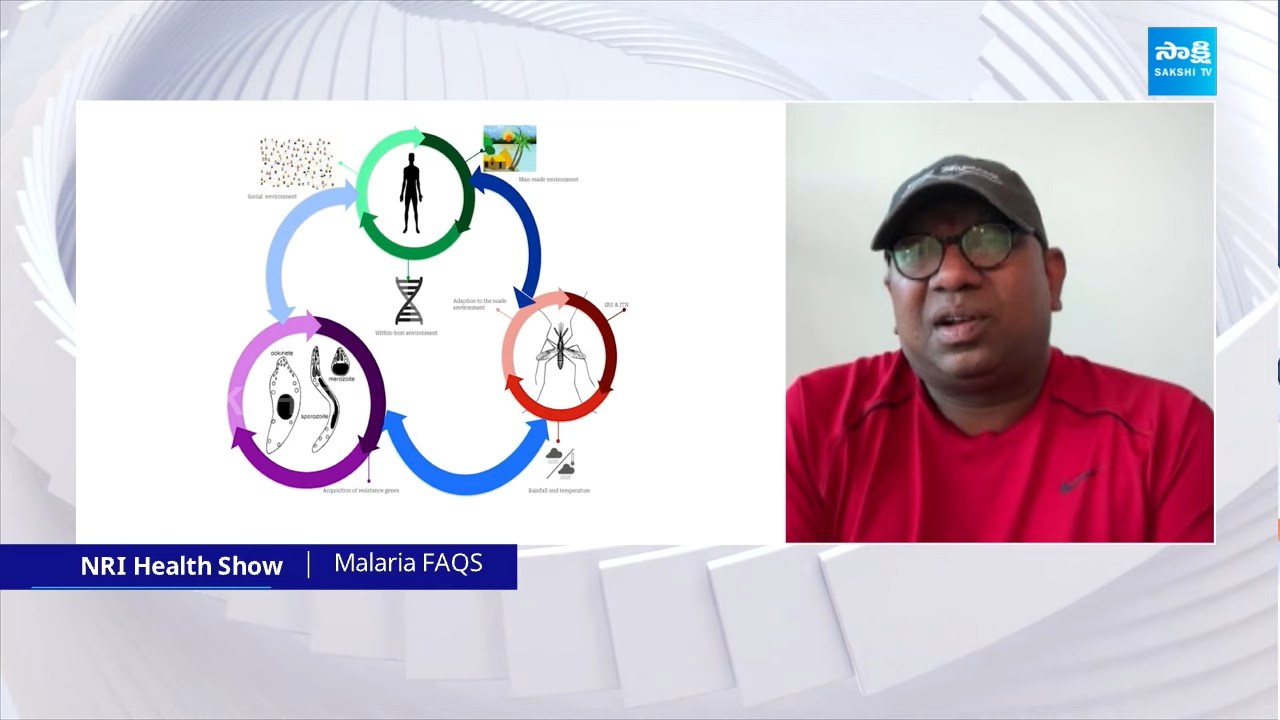 సాక్షి
SAKSHI TV
Social environment
Man-made environment
Within-host environment
Adaption to the made
environment
IRS & ITN
ookinete
merozoite
sporozoite
Acquisition of resistance genes
Rainfall and temperature
NRI Health Show | Malaria FAQS